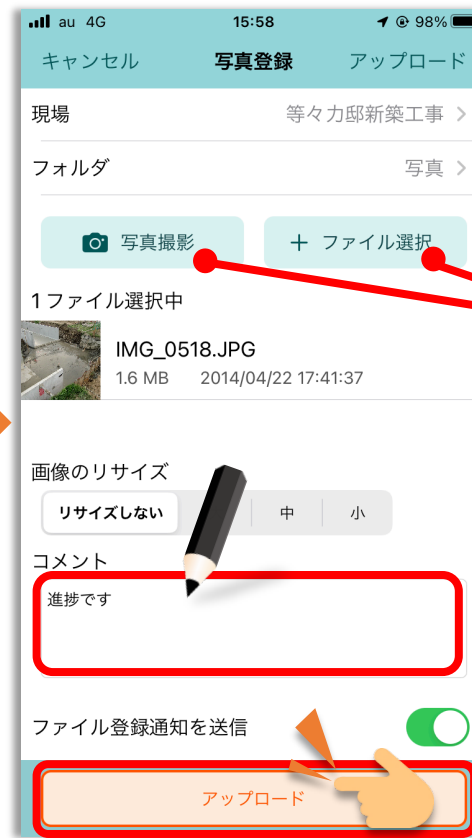 au 4G 15:58 98%
キャンセル 写真登録 アップロード
現場 等々力邸新築工事
フォルダ 写真
写真撮影 + ファイル選択
1 ファイル選択中
IMG_0518.JPG
1.6 MB 2014/04/22 17:41:37
画像のリサイズ
リサイズしない 中 小
コメント
進捗です
ファイル登録通知を送信
アップロード